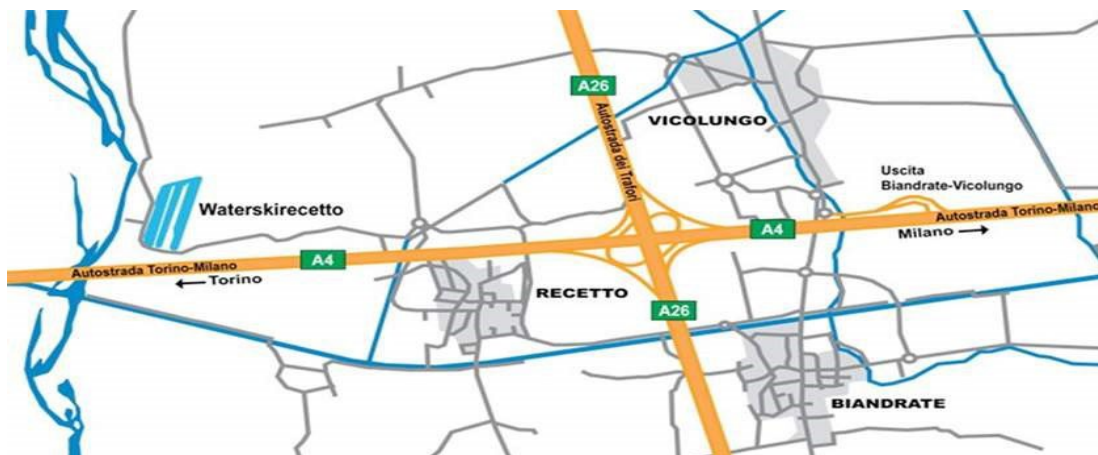 A26
Autostrada dei Trafori
VICOLUNGO
Uscita
Biandrate-Vicolungo
Waterskirecetto
Autostrada Torino-Milano
Milano →
A4
A4
Autostrada Torino-Milano
← Torino
RECETTO
A26
BIANDRATE